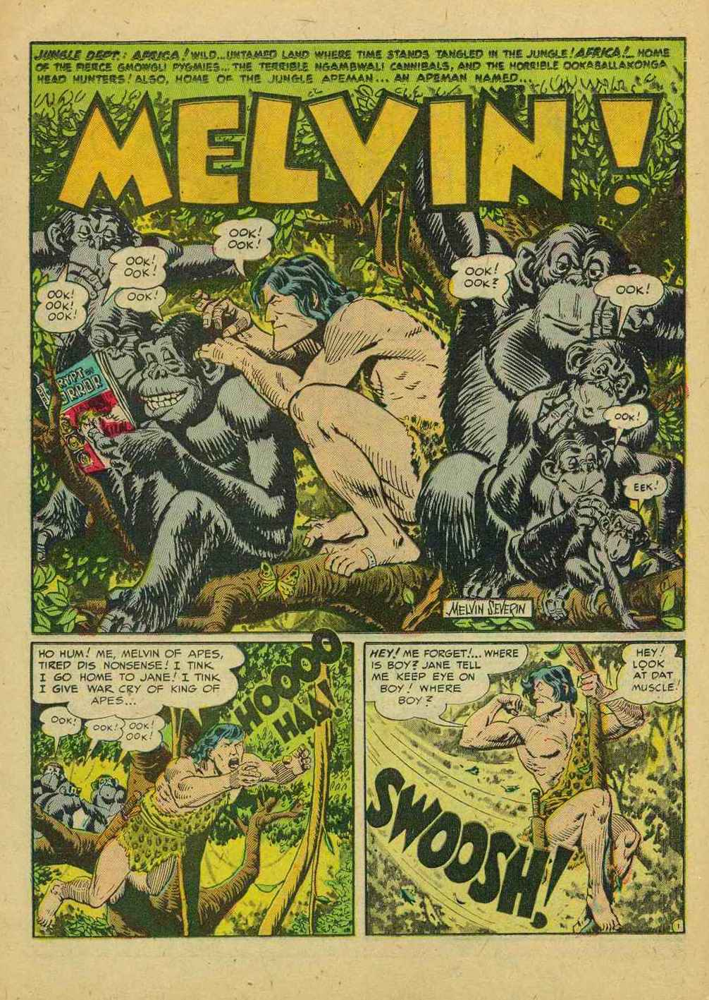 JUNGLE DEPT.: AFRICA! WILD... UNTAMED LAND WHERE TIME STANDS TANGLED IN THE JUNGLE! AFRICA!... HOME
OF THE FIERCE GMOWGLI PYGMIES... THE TERRIBLE NGAMBWALI CANNIBALS, AND THE HORRIBLE OOKABALLAKONGA
HEAD HUNTERS! ALSO, HOME OF THE JUNGLE APEMAN... AN APEMAN NAMED...
MELVIN!
OOK!
OOK!
OOK!
OOK!
OOK!
OOK!
OOK!
OOK!
OOK!
OOK?
OOK!
OOK!
EEK!
CRYPT OF
MELVIN SEVERIN
HO HUM! ME, MELVIN OF APES,
TIRED DIS NONSENSE! I TINK
I GO HOME TO JANE! I TINK
I GIVE WAR CRY OF KING OF
APES...
OOK!
OOK!
OOK!
OOK!
HOOOO
HAA!
HEY! ME FORGET!... WHERE
IS BOY? JANE TELL
ME KEEP EYE ON
BOY! WHERE
BOY?
HEY!
LOOK
AT DAT
MUSCLE!
SWOOSH!
1